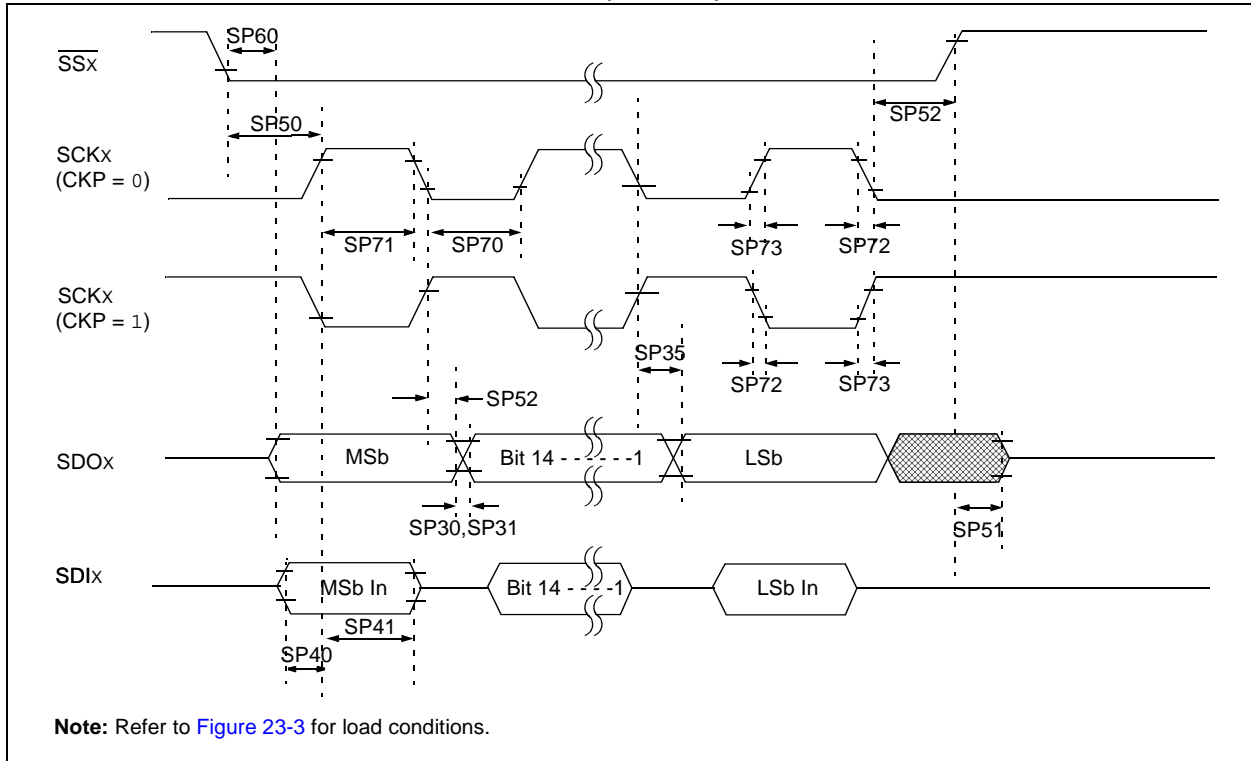 SP60
SSx
SP52
SP50
SCKx
(CKP = 0)
SP71
SP70
SP73
SP72
SCKx
(CKP = 1)
SP35
SP72
SP73
SP52
SDOx
MSb
Bit 14 - - - - - -1
LSb
SP30,SP31
SP51
SDIx
MSb In
Bit 14 - - - -1
LSb In
SP41
SP40
Note: Refer to Figure 23-3 for load conditions.